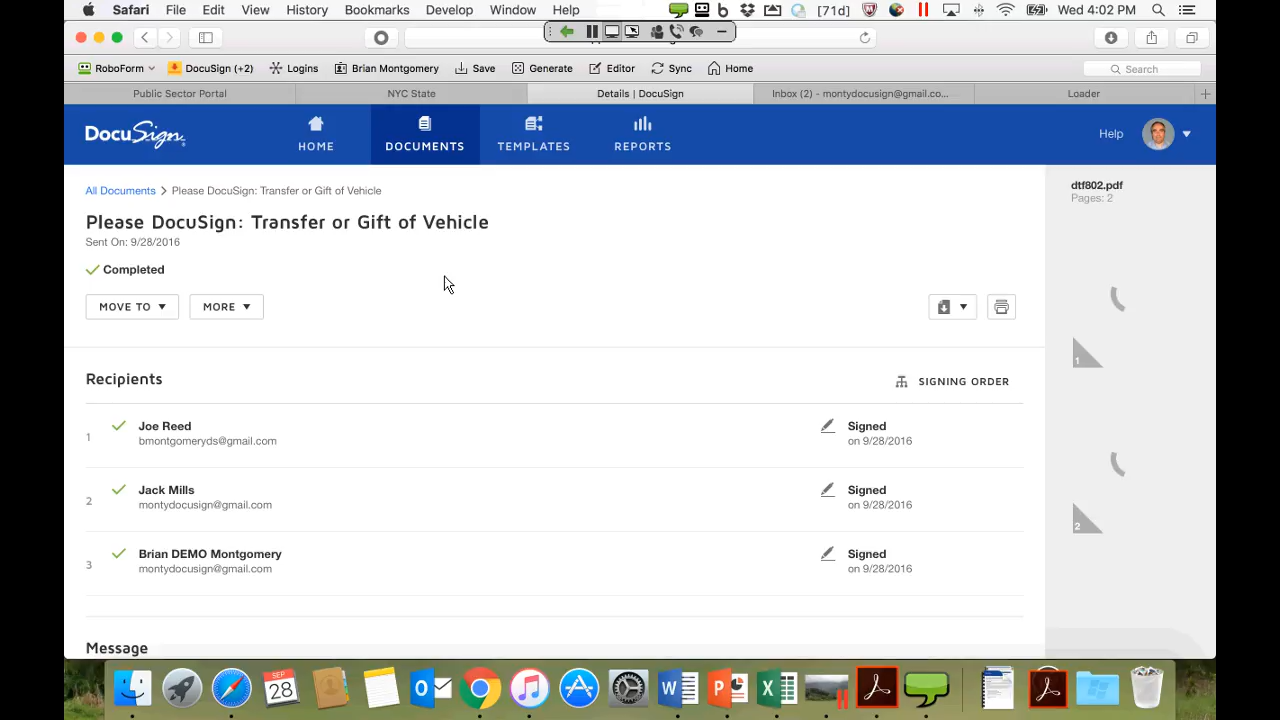 Safari File Edit View History Bookmarks Develop Window Help [71d] Wed 4:02 PM
RoboForm DocuSign (+2) Logins Brian Montgomery Save Generate Editor Sync Home Search
Public Sector Portal NYC State Details | DocuSign Inbox (2) - montydocusign@gmail.co... Loader
DocuSign HOME DOCUMENTS TEMPLATES REPORTS Help
All Documents > Please DocuSign: Transfer or Gift of Vehicle
dtf802.pdf
Pages: 2
Please DocuSign: Transfer or Gift of Vehicle
Sent On: 9/28/2016
Completed
MOVE TO MORE
1
Recipients
SIGNING ORDER
1 Joe Reed Signed
bmontgomeryds@gmail.com on 9/28/2016
2 Jack Mills Signed
montydocusign@gmail.com on 9/28/2016
2
3 Brian DEMO Montgomery Signed
montydocusign@gmail.com on 9/28/2016
Message
SEP
28